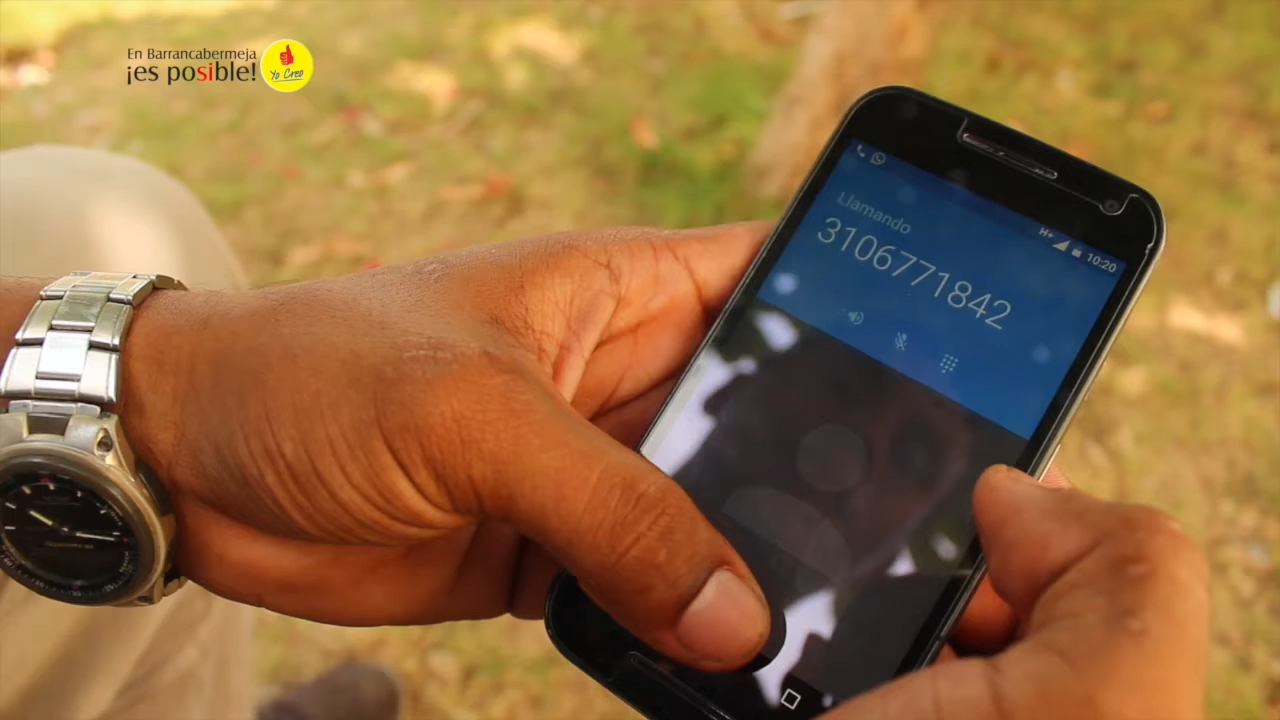 En Barrancabermeja
¡es posible!
Yo Creo
H+ 10:20
Llamando
3106771842